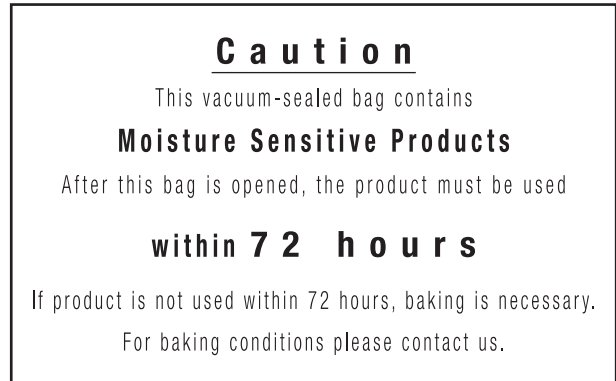 Caution
This vacuum-sealed bag contains
Moisture Sensitive Products
After this bag is opened, the product must be used
within 72 hours
If product is not used within 72 hours, baking is necessary.
For baking conditions please contact us.